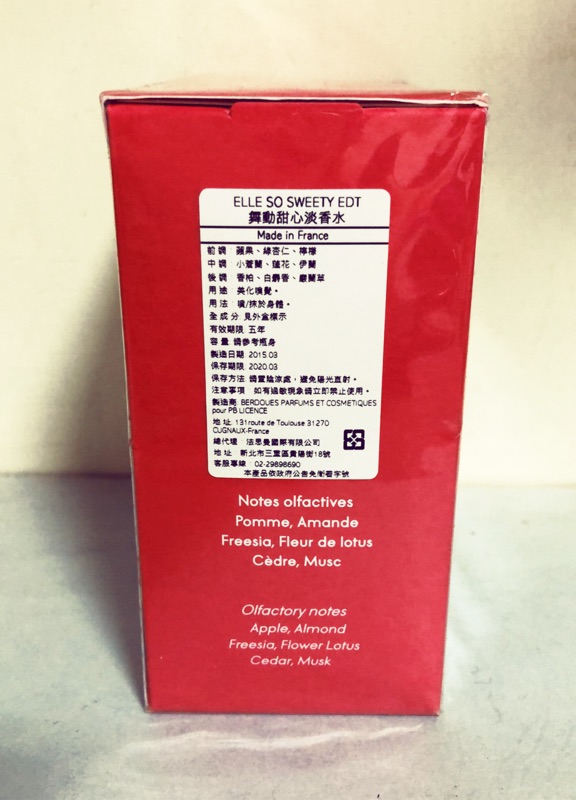 ELLE SO SWEETY EDT
舞動甜心淡香水
Made in France
前調 蘋果、綠杏仁、檸檬
中調 小蒼蘭、蓮花、伊蘭
後調 香柏、白麝香、巖蘭草
用途 美化嗅覺。
用法 噴/抹於身體。
全成分 見外盒標示
有效期限 五年
容量 請參考瓶身
製造日期 2015.03
保存期限 2020.03
保存方法 請置陰涼處,避免陽光直射。
注意事項 如有過敏現象請立即禁止使用。
製造商 BERDOUES PARFUMS ET COSMETIQUES
pour PB LICENCE
地址 131route de Toulouse 31270
CUGNAUX-France
總代理 法思曼國際有限公司
地址 新北市三重區貴陽街18號
客服專線 02-29898690
本產品依政府公告免衛署字號
Notes olfactives
Pomme, Amande
Freesia, Fleur de lotus
Cèdre, Musc
Olfactory notes
Apple, Almond
Freesia, Flower Lotus
Cedar, Musk